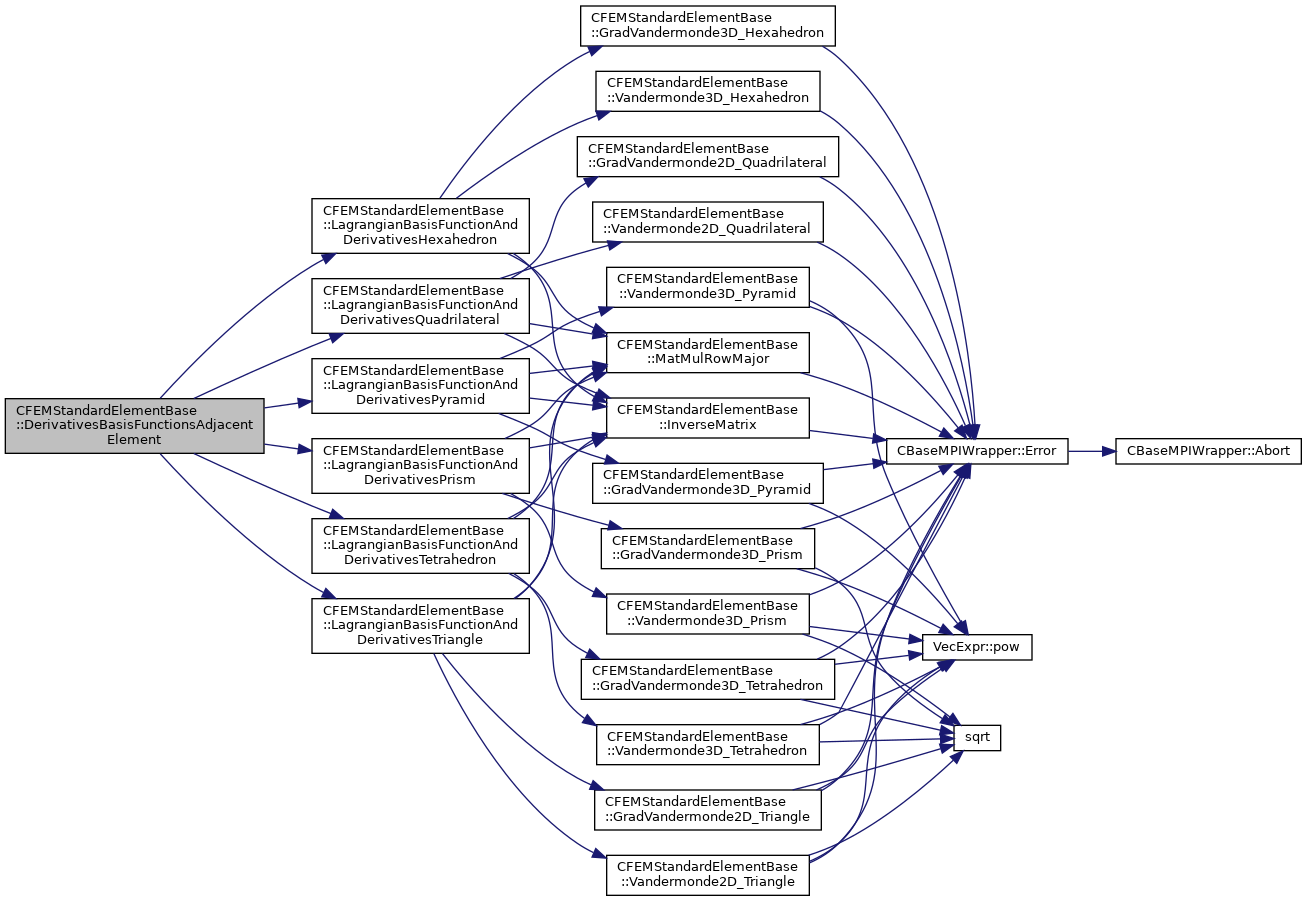 CFEMStandardElementBase
::DerivativesBasisFunctionsAdjacent
Element
CFEMStandardElementBase
::LagrangianBasisFunctionAnd
DerivativesHexahedron
CFEMStandardElementBase
::LagrangianBasisFunctionAnd
DerivativesQuadrilateral
CFEMStandardElementBase
::LagrangianBasisFunctionAnd
DerivativesPyramid
CFEMStandardElementBase
::LagrangianBasisFunctionAnd
DerivativesPrism
CFEMStandardElementBase
::LagrangianBasisFunctionAnd
DerivativesTetrahedron
CFEMStandardElementBase
::LagrangianBasisFunctionAnd
DerivativesTriangle
CFEMStandardElementBase
::GradVandermonde3D_Hexahedron
CFEMStandardElementBase
::Vandermonde3D_Hexahedron
CFEMStandardElementBase
::GradVandermonde2D_Quadrilateral
CFEMStandardElementBase
::Vandermonde2D_Quadrilateral
CFEMStandardElementBase
::Vandermonde3D_Pyramid
CFEMStandardElementBase
::MatMulRowMajor
CFEMStandardElementBase
::InverseMatrix
CFEMStandardElementBase
::GradVandermonde3D_Pyramid
CFEMStandardElementBase
::GradVandermonde3D_Prism
CFEMStandardElementBase
::Vandermonde3D_Prism
CFEMStandardElementBase
::GradVandermonde3D_Tetrahedron
CFEMStandardElementBase
::Vandermonde3D_Tetrahedron
CFEMStandardElementBase
::GradVandermonde2D_Triangle
CFEMStandardElementBase
::Vandermonde2D_Triangle
CBaseMPIWrapper::Error
VecExpr::pow
sqrt
CBaseMPIWrapper::Abort